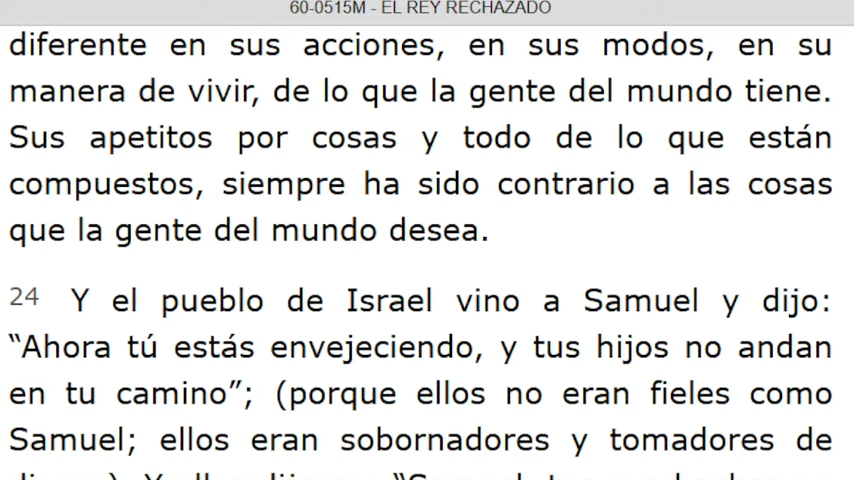 60-0515M - EL REY RECHAZADO
diferente en sus acciones, en sus modos, en su
manera de vivir, de lo que la gente del mundo tiene.
Sus apetitos por cosas y todo de lo que están
compuestos, siempre ha sido contrario a las cosas
que la gente del mundo desea.
24 Y el pueblo de Israel vino a Samuel y dijo:
“Ahora tú estás envejeciendo, y tus hijos no andan
en tu camino”; (porque ellos no eran fieles como
Samuel; ellos eran sobornadores y tomadores de